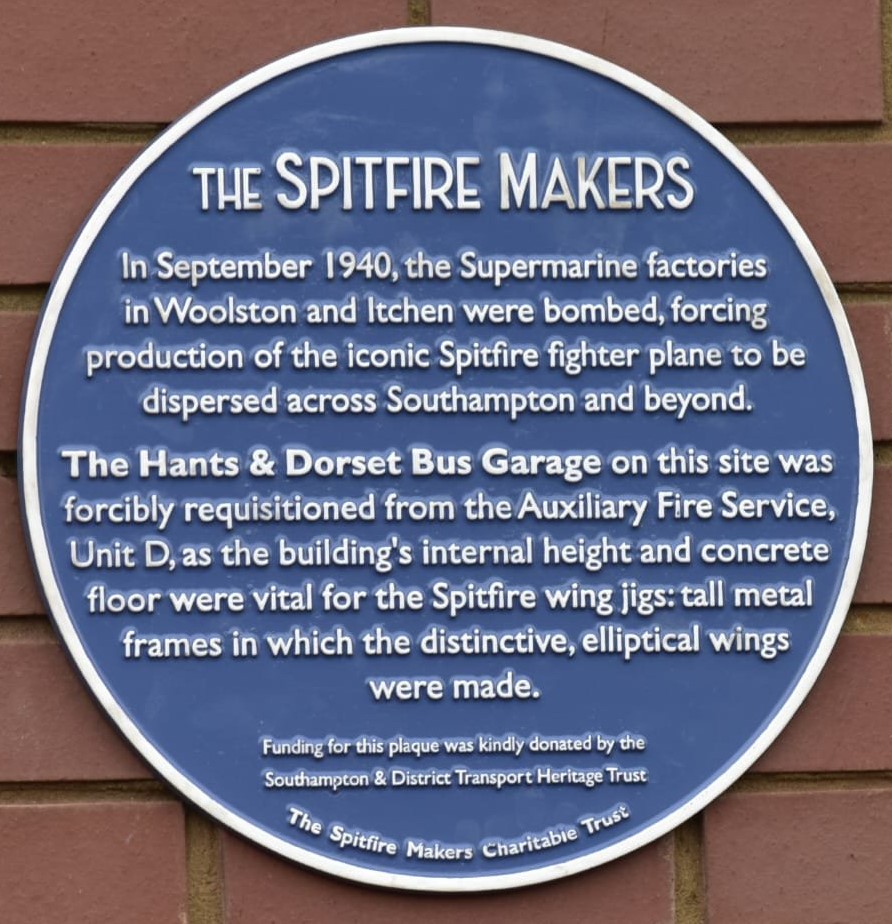 THE SPITFIRE MAKERS
In September 1940, the Supermarine factories
in Woolston and Itchen were bombed, forcing
production of the iconic Spitfire fighter plane to be
dispersed across Southampton and beyond.
The Hants & Dorset Bus Garage on this site was
forcibly requisitioned from the Auxiliary Fire Service,
Unit D, as the building's internal height and concrete
floor were vital for the Spitfire wing jigs: tall metal
frames in which the distinctive, elliptical wings
were made.
Funding for this plaque was kindly donated by the
Southampton & District Transport Heritage Trust
The Spitfire Makers Charitable Trust